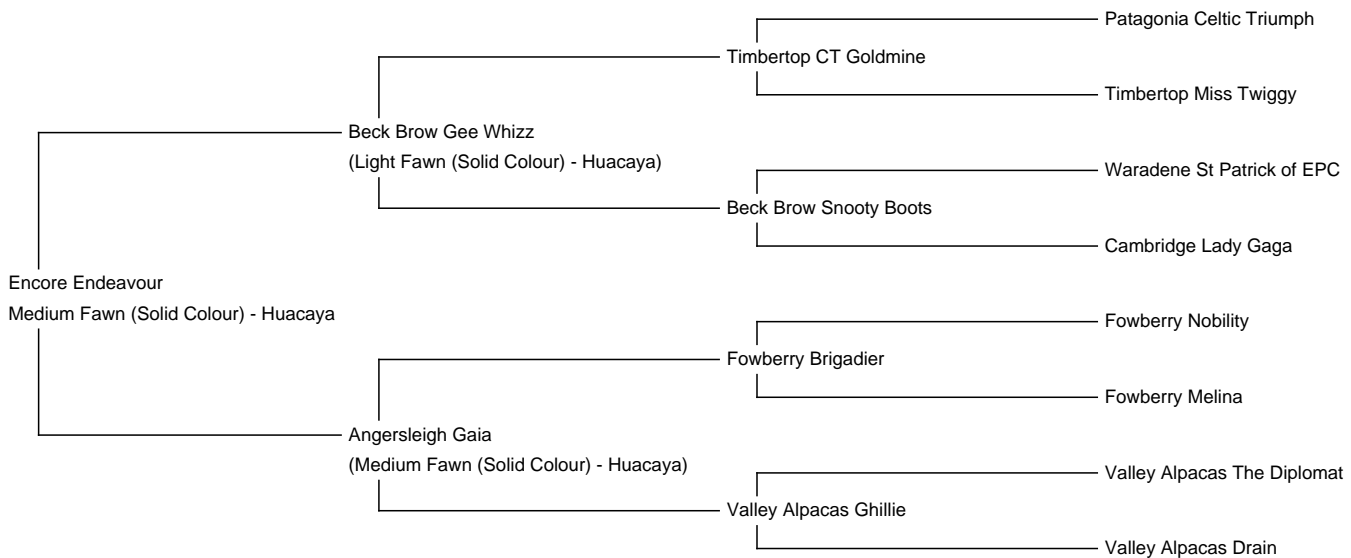 Patagonia Celtic Triumph
Timbertop CT Goldmine
Timbertop Miss Twiggy
Beck Brow Gee Whizz
(Light Fawn (Solid Colour) - Huacaya)
Waradene St Patrick of EPC
Beck Brow Snooty Boots
Cambridge Lady Gaga
Encore Endeavour
Medium Fawn (Solid Colour) - Huacaya
Fowberry Nobility
Fowberry Brigadier
Fowberry Melina
Angersleigh Gaia
(Medium Fawn (Solid Colour) - Huacaya)
Valley Alpacas The Diplomat
Valley Alpacas Ghillie
Valley Alpacas Drain